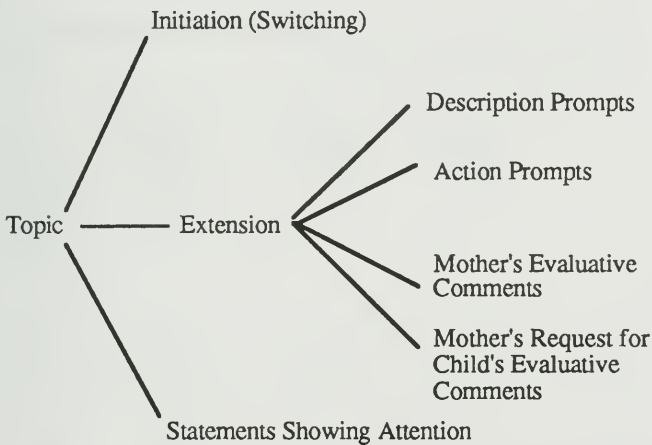 Initiation (Switching)
Description Prompts
Action Prompts
Topic
Extension
Mother's Evaluative
Comments
Mother's Request for
Child's Evaluative
Comments
Statements Showing Attention